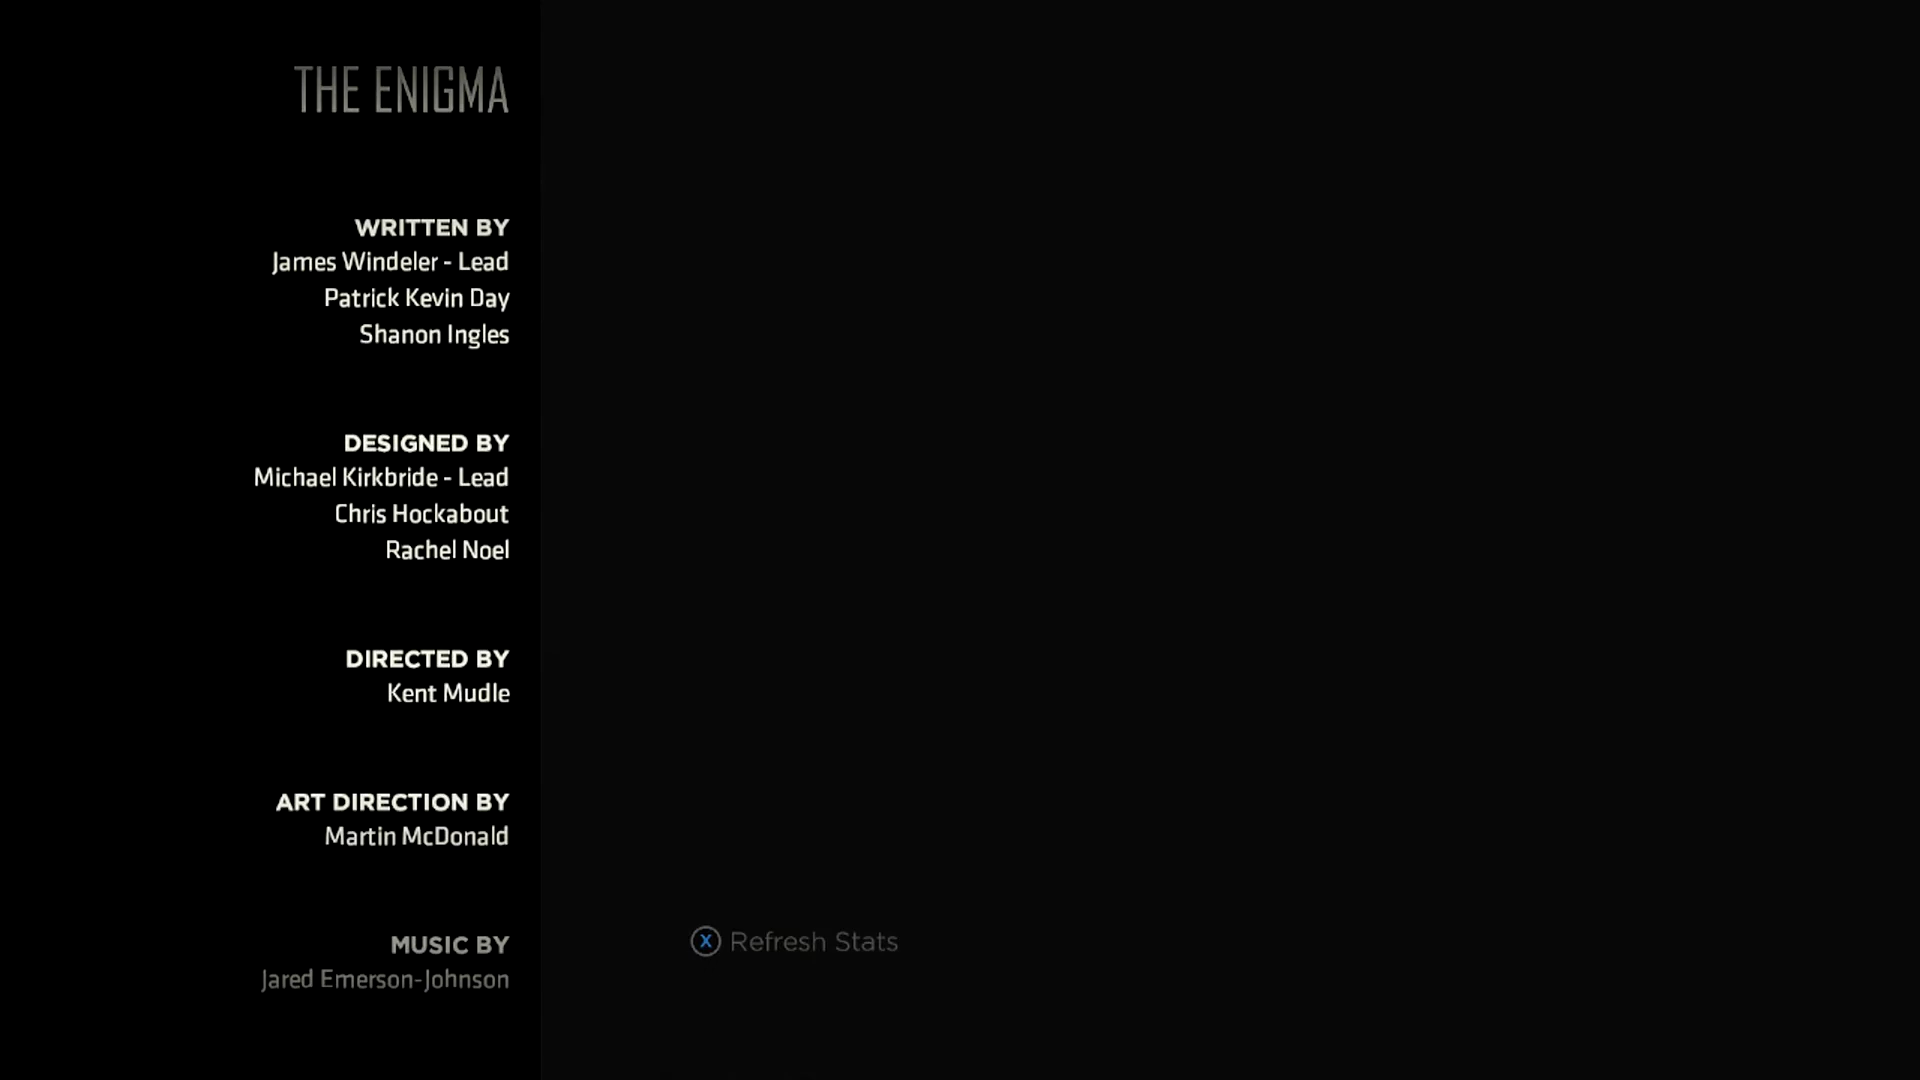 THE ENIGMA
WRITTEN BY
James Windeler - Lead
Patrick Kevin Day
Shanon Ingles
DESIGNED BY
Michael Kirkbride - Lead
Chris Hockabout
Rachel Noel
DIRECTED BY
Kent Mudle
ART DIRECTION BY
Martin McDonald
MUSIC BY
Jared Emerson-Johnson
X Refresh Stats